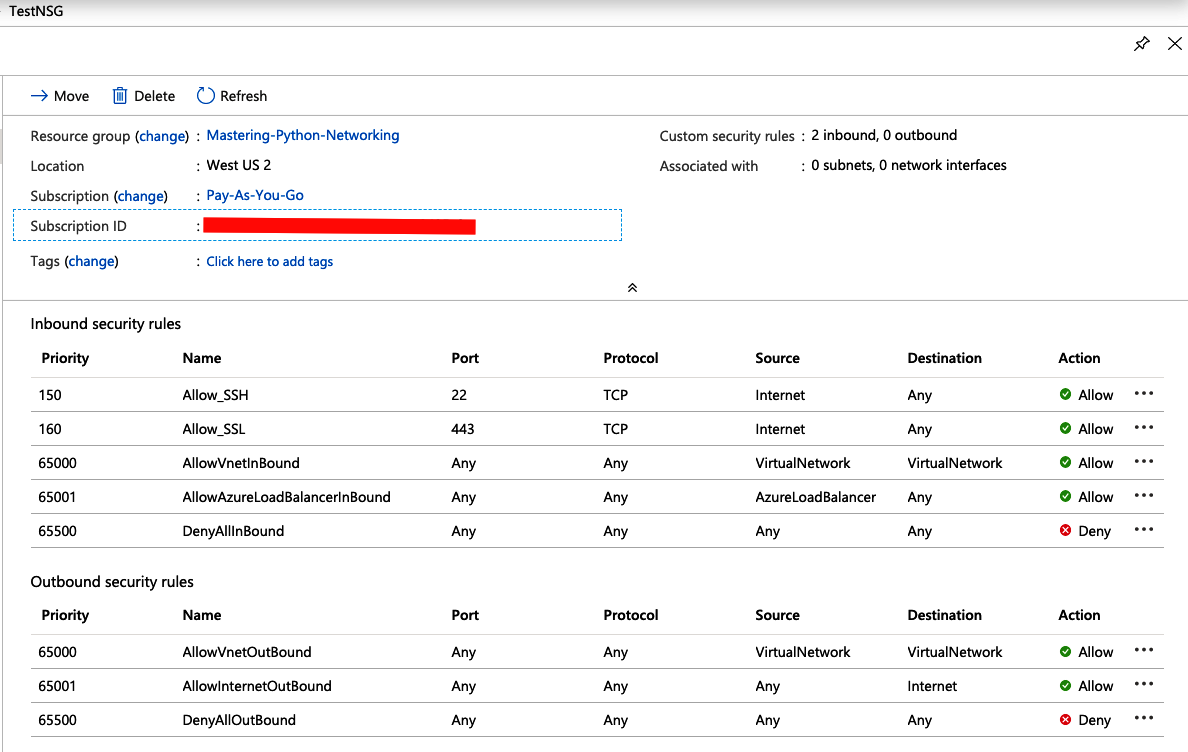 TestNSG
Move Delete Refresh
Resource group (change) : Mastering-Python-Networking Custom security rules : 2 inbound, 0 outbound
Location : West US 2 Associated with : 0 subnets, 0 network interfaces
Subscription (change) : Pay-As-You-Go
Subscription ID :
Tags (change) : Click here to add tags
Inbound security rules
Priority Name Port Protocol Source Destination Action
150 Allow_SSH 22 TCP Internet Any Allow
160 Allow_SSL 443 TCP Internet Any Allow
65000 AllowVnetInBound Any Any VirtualNetwork VirtualNetwork Allow
65001 AllowAzureLoadBalancerInBound Any Any AzureLoadBalancer Any Allow
65500 DenyAllInBound Any Any Any Any Deny
Outbound security rules
Priority Name Port Protocol Source Destination Action
65000 AllowVnetOutBound Any Any VirtualNetwork VirtualNetwork Allow
65001 AllowInternetOutBound Any Any Any Internet Allow
65500 DenyAllOutBound Any Any Any Any Deny